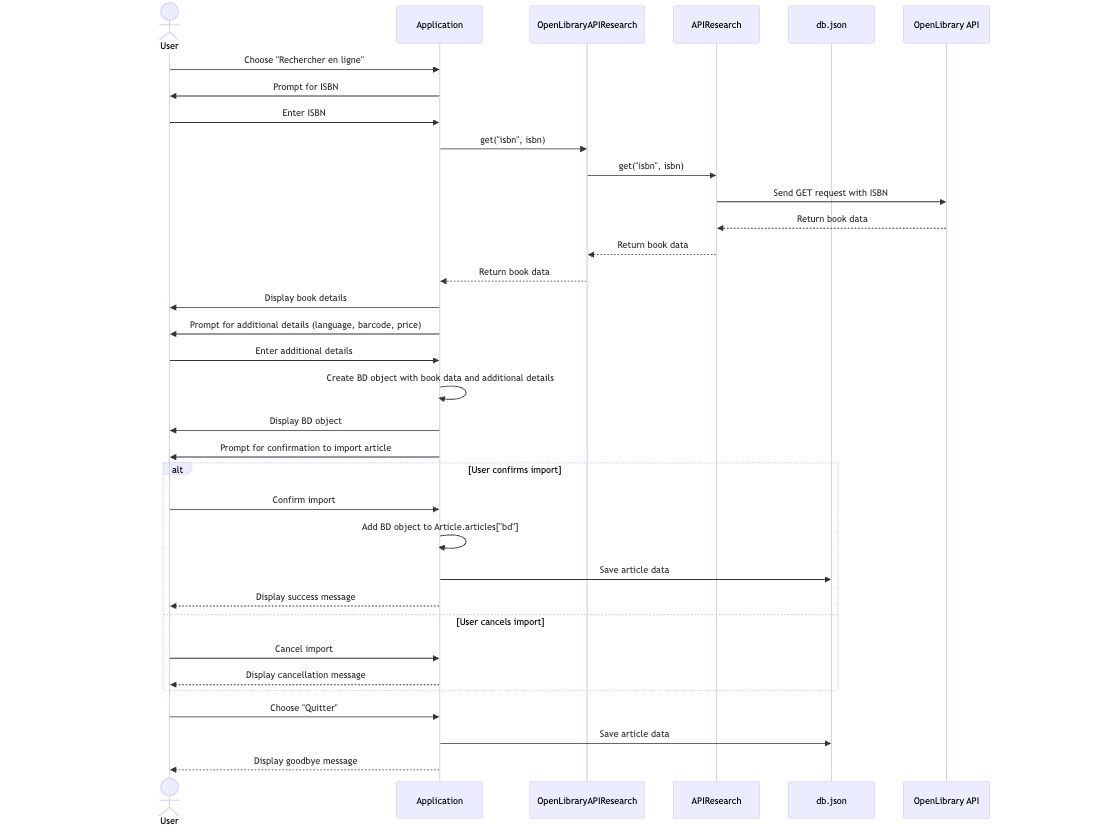 User
Application
OpenLibraryAPIResearch
APIResearch
db.json
OpenLibrary API
Choose "Rechercher en ligne"
Prompt for ISBN
Enter ISBN
get("isbn", isbn)
get("isbn", isbn)
Send GET request with ISBN
Return book data
Return book data
Return book data
Display book details
Prompt for additional details (language, barcode, price)
Enter additional details
Create BD object with book data and additional details
Display BD object
Prompt for confirmation to import article
alt
[User confirms import]
Confirm import
Add BD object to Article.articles["bd"]
Save article data
Display success message
[User cancels import]
Cancel import
Display cancellation message
Choose "Quitter"
Save article data
Display goodbye message
User
Application
OpenLibraryAPIResearch
APIResearch
db.json
OpenLibrary API